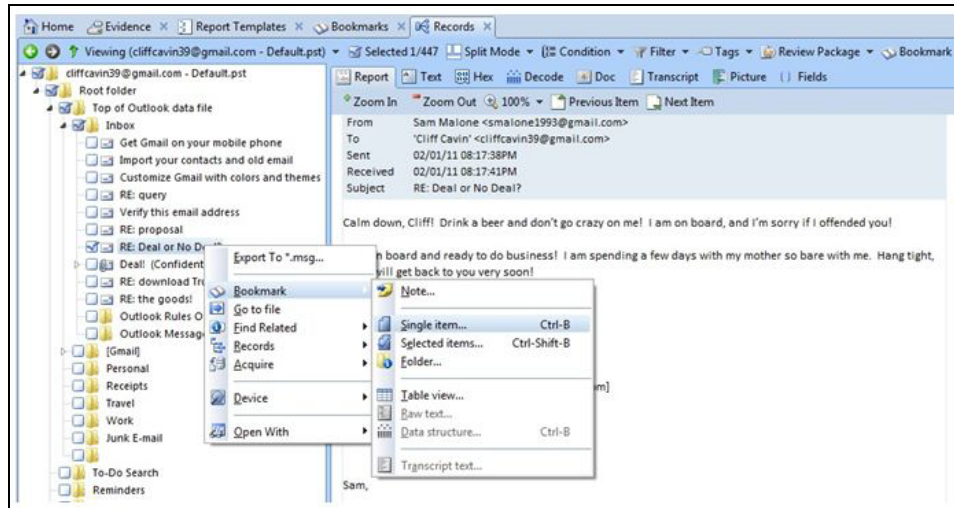 Home Evidence Report Templates Bookmarks Records
Viewing (cliffcavin39@gmail.com - Default.pst) Selected 1/447 Split Mode Condition Filter Tags Review Package Bookmark
cliffcavin39@gmail.com - Default.pst
Root folder
Top of Outlook data file
Inbox
Get Gmail on your mobile phone
Import your contacts and old email
Customize Gmail with colors and themes
RE: query
Verify this email address
RE: proposal
RE: Deal or No D
Deal! (Confident
RE: download Tru
RE: the goods!
Outlook Rules O
Outlook Messag
[Gmail]
Personal
Receipts
Travel
Work
Junk E-mail
To-Do Search
Reminders
Report Text Hex Decode Doc Transcript Picture Fields
Zoom In Zoom Out 100% Previous Item Next Item
From Sam Malone <smalone1993@gmail.com>
To 'Cliff Cavin' <cliffcavin39@gmail.com>
Sent 02/01/11 08:17:38PM
Received 02/01/11 08:17:41PM
Subject RE: Deal or No Deal?
Calm down, Cliff! Drink a beer and don't go crazy on me! I am on board, and I'm sorry if I offended you!
n board and ready to do business! I am spending a few days with my mother so bare with me. Hang tight,
will get back to you very soon!
m]
Sam,
Export To *.msg...
Bookmark
Go to file
Find Related
Records
Acquire
Device
Open With
Note...
Single item... Ctrl-B
Selected items... Ctrl-Shift-B
Folder...
Table view...
Raw text...
Data structure... Ctrl-B
Transcript text...